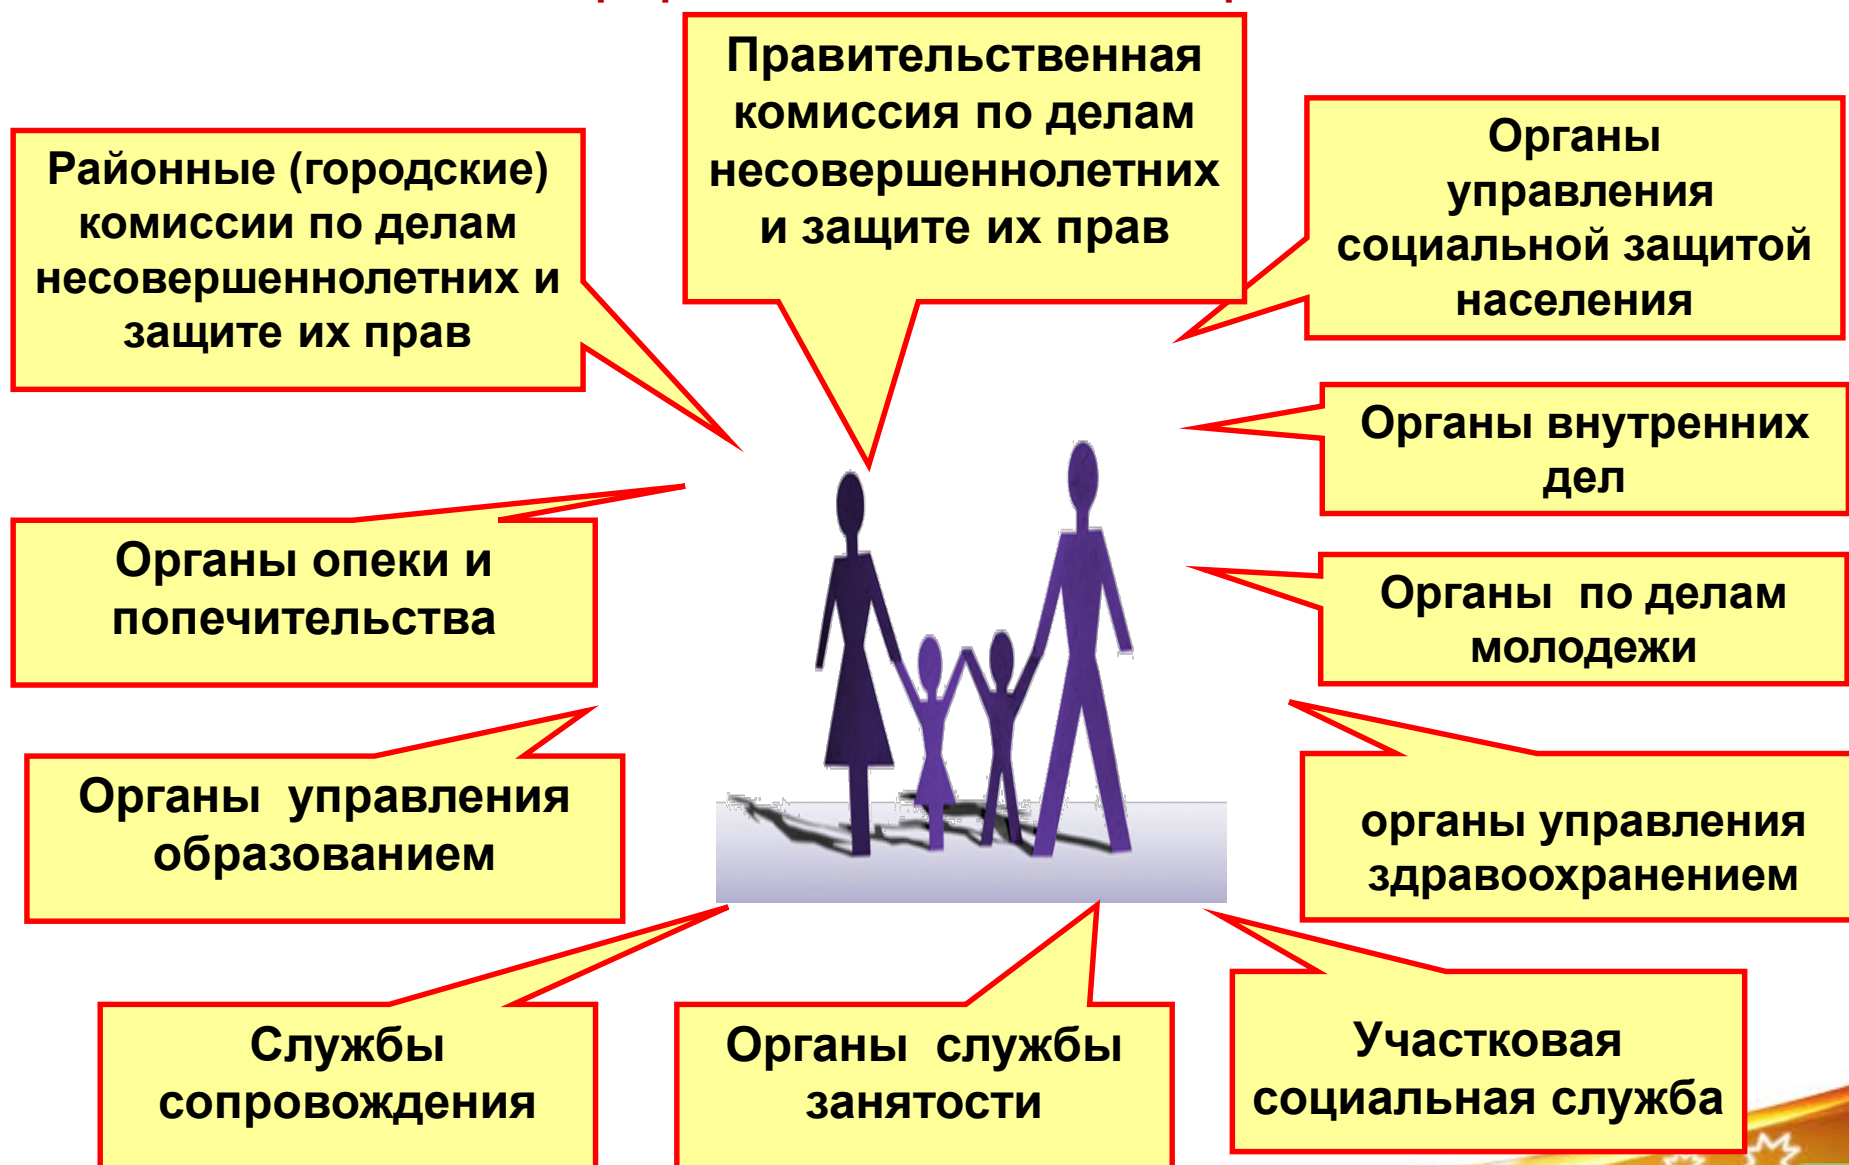 Правительственная
комиссия по делам
несовершеннолетних
и защите их прав
Районные (городские)
комиссии по делам
несовершеннолетних и
защите их прав
Органы
управления
социальной защитой
населения
Органы внутренних
дел
Органы опеки и
попечительства
Органы по делам
молодежи
Органы управления
образованием
органы управления
здравоохранением
Службы
сопровождения
Органы службы
занятости
Участковая
социальная служба